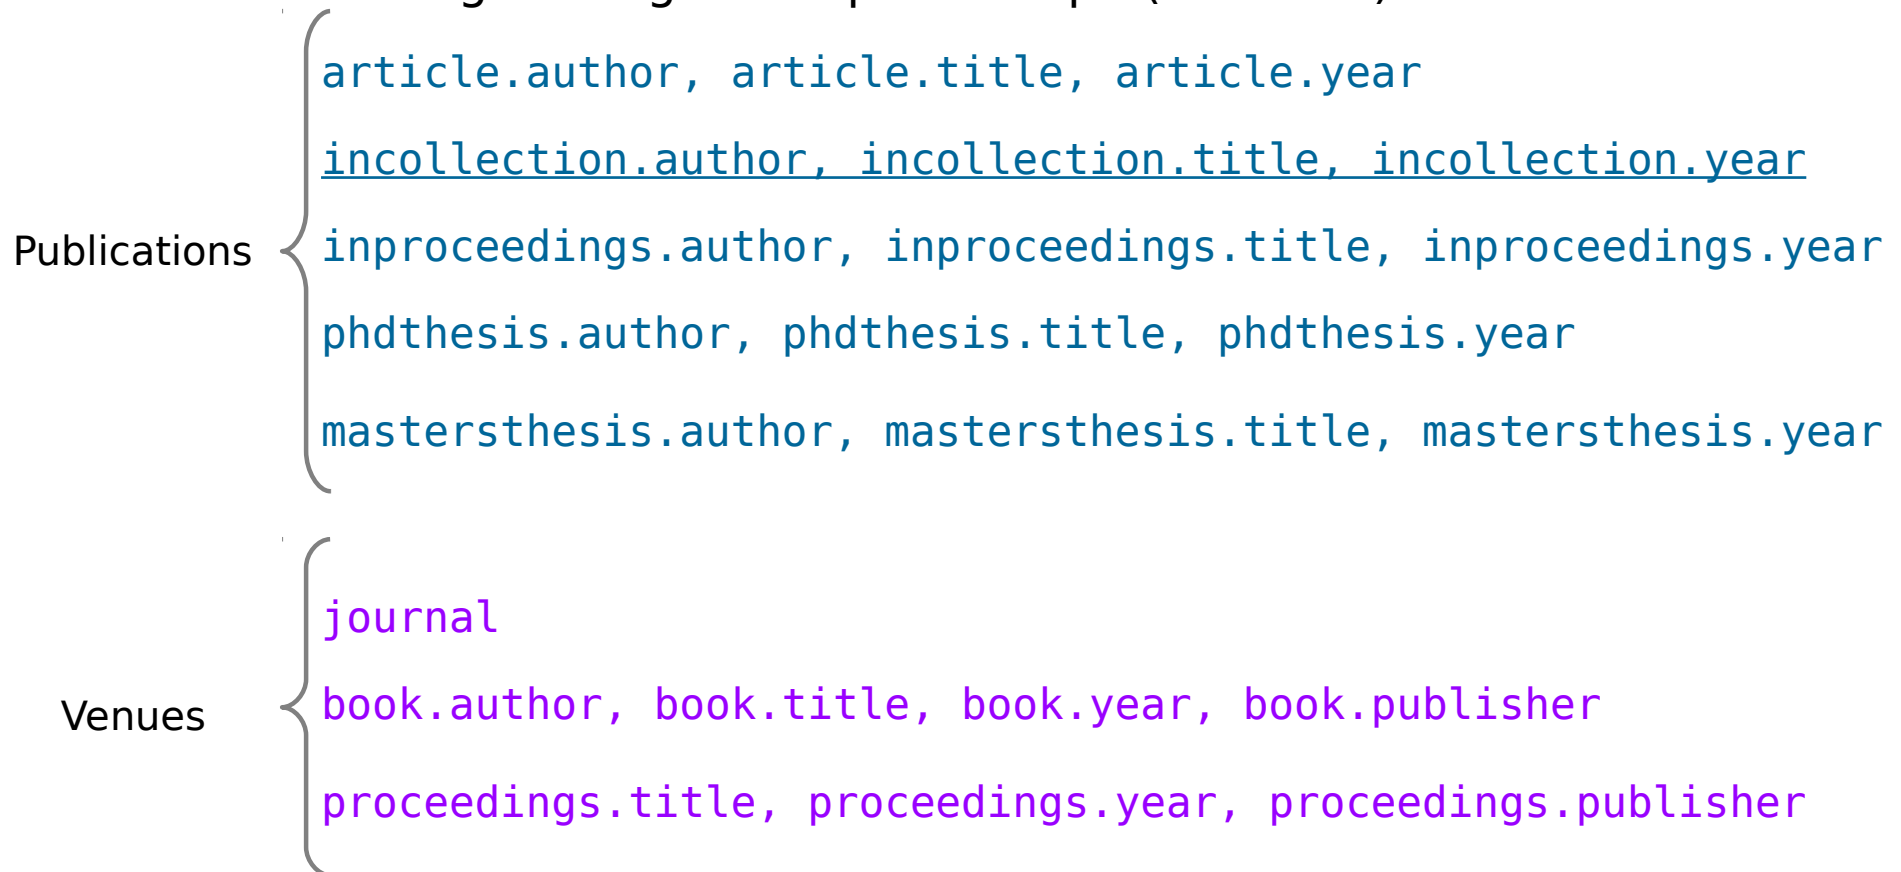 article.author, article.title, article.year
incollection.author, incollection.title, incollection.year
Publications
inproceedings.author, inproceedings.title, inproceedings.year
phdthesis.author, phdthesis.title, phdthesis.year
mastersthesis.author, mastersthesis.title, mastersthesis.year
journal
Venues
book.author, book.title, book.year, book.publisher
proceedings.title, proceedings.year, proceedings.publisher